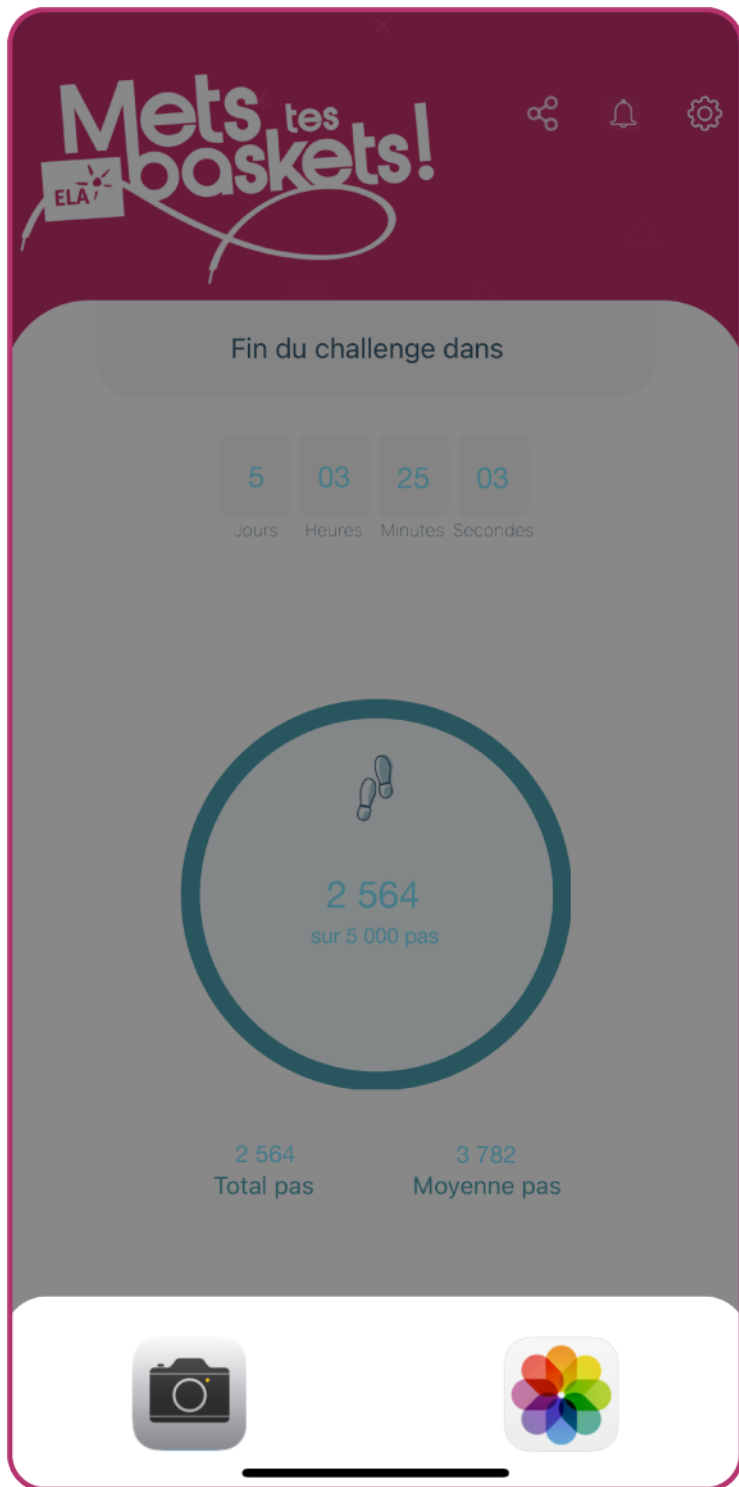 Mets tes
baskets!
ELA
Fin du challenge dans
5 03 25 03
Jours Heures Minutes Secondes
2 564
sur 5 000 pas
2 564 3 782
Total pas Moyenne pas